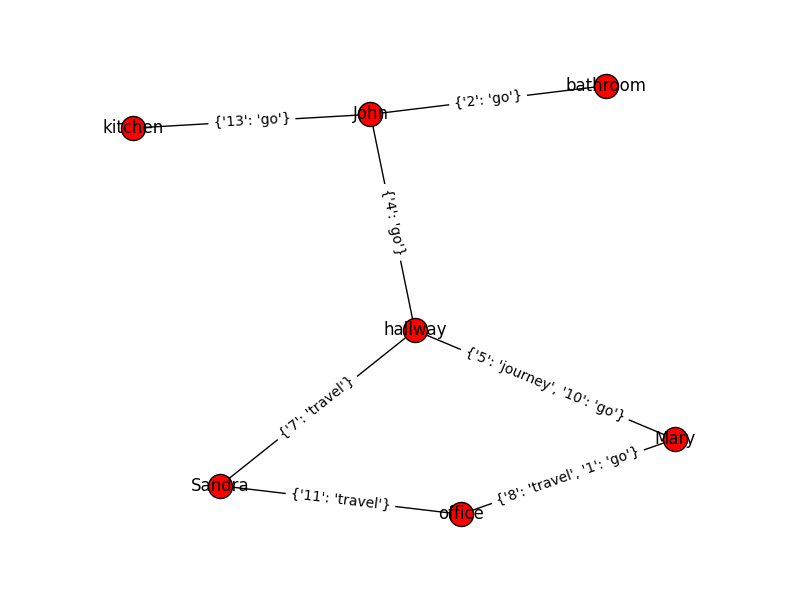 bathroom
{'2': 'go'}
John
{'13': 'go'}
kitchen
{'4': 'go'}
hallway
{'5': 'journey', '10': 'go'}
{'7': 'travel'}
Mary
{'8': 'travel', '1': 'go'}
Sandra
{'11': 'travel'}
office